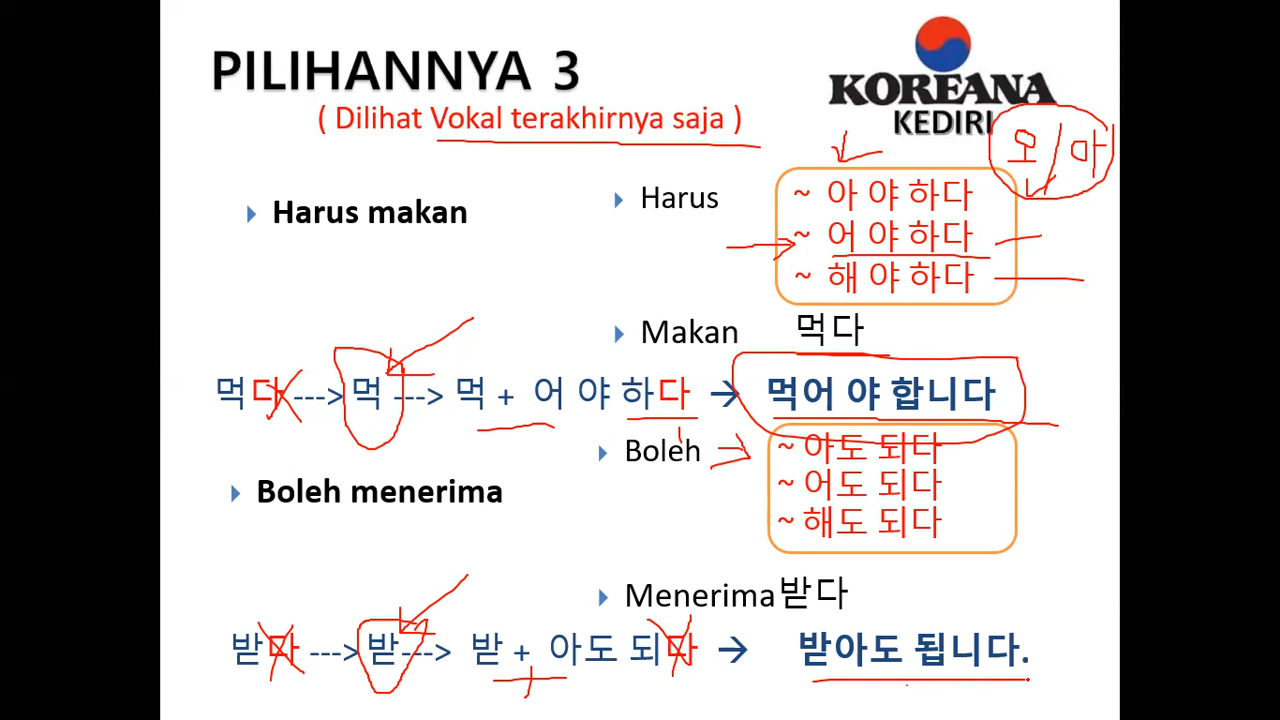 PILIHANNYA 3
( Dilihat Vokal terakhirnya saja )
KOREANA
KEDIRI
오/아
Harus makan
Harus
~ 아 야 하다
~ 어 야 하다
~ 해 야 하다
Makan 먹다
먹다 ---> 먹 ---> 먹 + 어 야 하다 → 먹어 야 합니다
Boleh
~ 아도 되다
~ 어도 되다
~ 해도 되다
Boleh menerima
Menerima 받다
받다 ---> 받 ---> 받 + 아도 되다 → 받아도 됩니다.